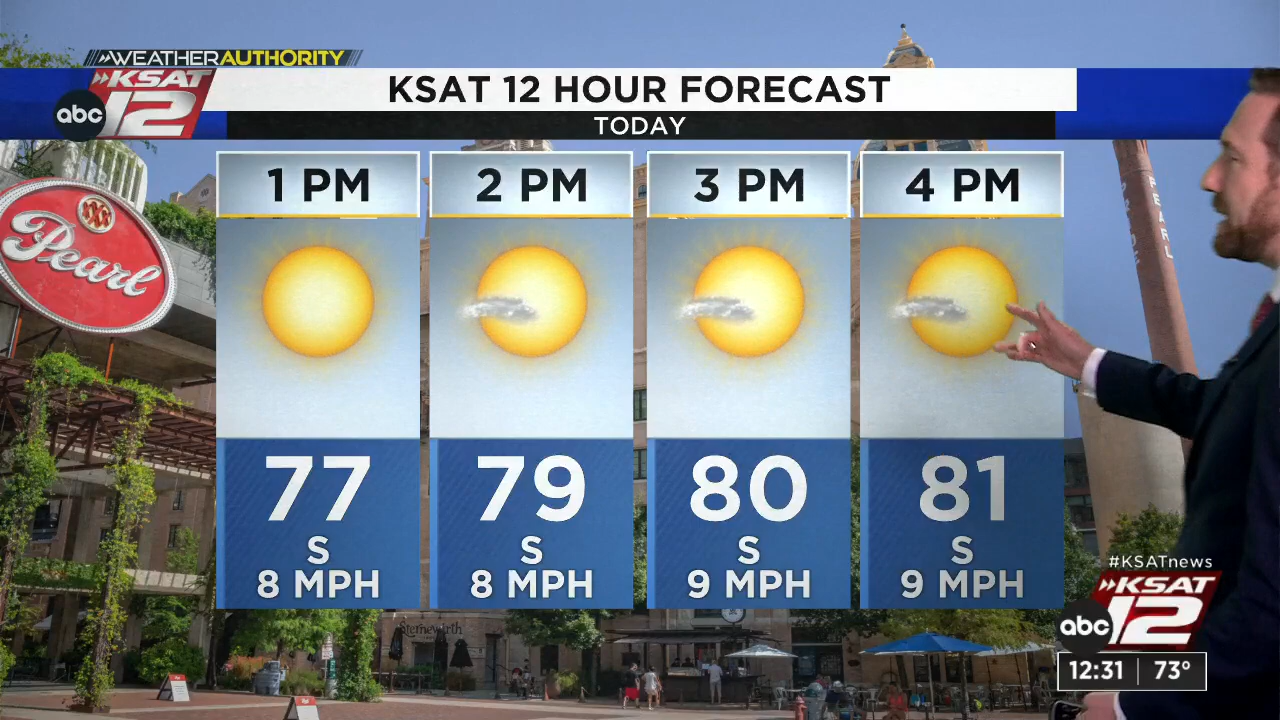 WEATHERAUTHORITY
KSAT
abc 12
KSAT 12 HOUR FORECAST
TODAY
1 PM
2 PM
3 PM
4 PM
Pearl
PEARL
77
79
80
81
S
S
S
S
8 MPH
8 MPH
9 MPH
9 MPH
#KSATnews
KSAT
abc 12
12:31 73°
Sternewirth